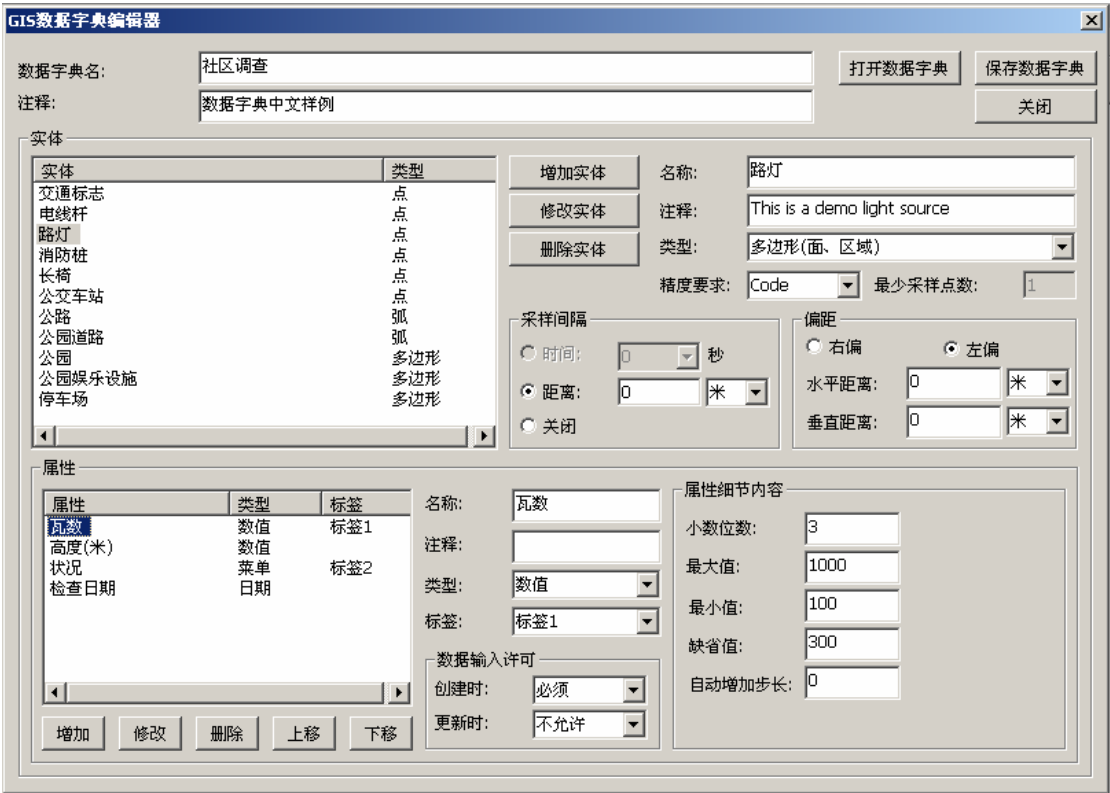 GIS数据字典编辑器
数据字典名: 社区调查 打开数据字典 保存数据字典
注释: 数据字典中文样例 关闭
实体
实体 类型
交通标志 点
电线杆 点
路灯 点
消防桩 点
长椅 点
公交车站 点
公路 弧
公园道路 弧
公园 多边形
公园娱乐设施 多边形
停车场 多边形
增加实体
修改实体
删除实体
名称: 路灯
注释: This is a demo light source
类型: 多边形(面、区域)
精度要求: Code 最少采样点数: 1
采样间隔
时间: 0 秒
距离: 0 米
关闭
偏距
右偏 左偏
水平距离: 0 米
垂直距离: 0 米
属性
属性 类型 标签
瓦数 数值 标签1
高度(米) 数值
状况 菜单 标签2
检查日期 日期
增加 修改 删除 上移 下移
名称: 瓦数
注释:
类型: 数值
标签: 标签1
数据输入许可
创建时: 必须
更新时: 不允许
属性细节内容
小数位数: 3
最大值: 1000
最小值: 100
缺省值: 300
自动增加步长: 0